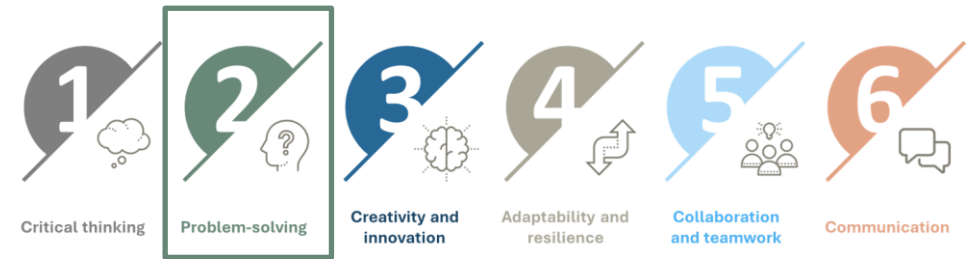 1
2
3
4
5
6
?
Critical thinking
Problem-solving
Creativity and
innovation
Adaptability and
resilience
Collaboration
and teamwork
Communication